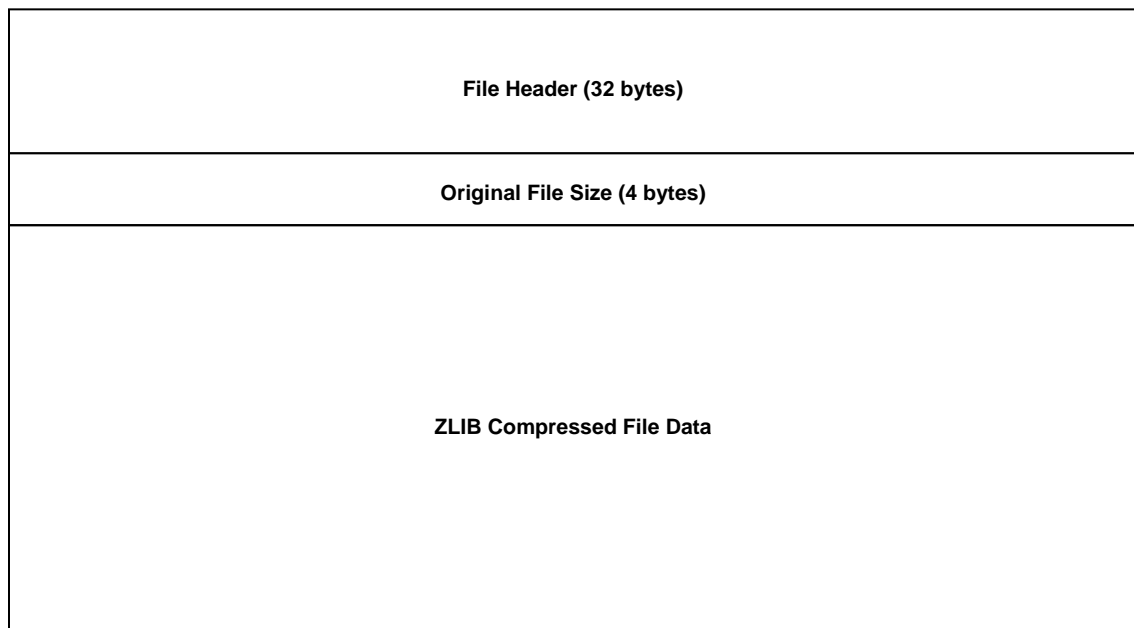 File Header (32 bytes)
Original File Size (4 bytes)
ZLIB Compressed File Data